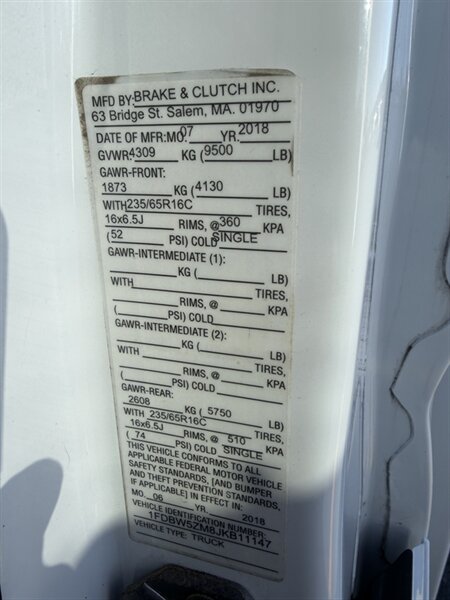 MFD BY: BRAKE & CLUTCH INC.
63 Bridge St. Salem, MA. 01970
DATE OF MFR: MO. 07 YR. 2018
GVWR 4309 KG (9500 LB)
GAWR-FRONT:
1873 KG (4130 LB)
WITH 235/65R16C TIRES,
16x6.5J RIMS, @ 360 KPA
(52 PSI) COLD SINGLE
GAWR-INTERMEDIATE (1):
KG ( LB)
WITH TIRES,
RIMS, @ KPA
( PSI) COLD
GAWR-INTERMEDIATE (2):
KG ( LB)
WITH TIRES,
RIMS, @ KPA
( PSI) COLD
GAWR-REAR:
2608 KG ( 5750 LB)
WITH 235/65R16C TIRES,
16x6.5J RIMS, @ 510 KPA
( 74 PSI) COLD SINGLE
THIS VEHICLE CONFORMS TO ALL
APPLICABLE FEDERAL MOTOR VEHICLE
SAFETY STANDARDS, [AND BUMPER
AND THEFT PREVENTION STANDARDS,
IF APPLICABLE] IN EFFECT IN:
MO. 06 YR. 2018
VEHICLE IDENTIFICATION NUMBER:
1FDBW5ZM8JKB11147
VEHICLE TYPE: TRUCK